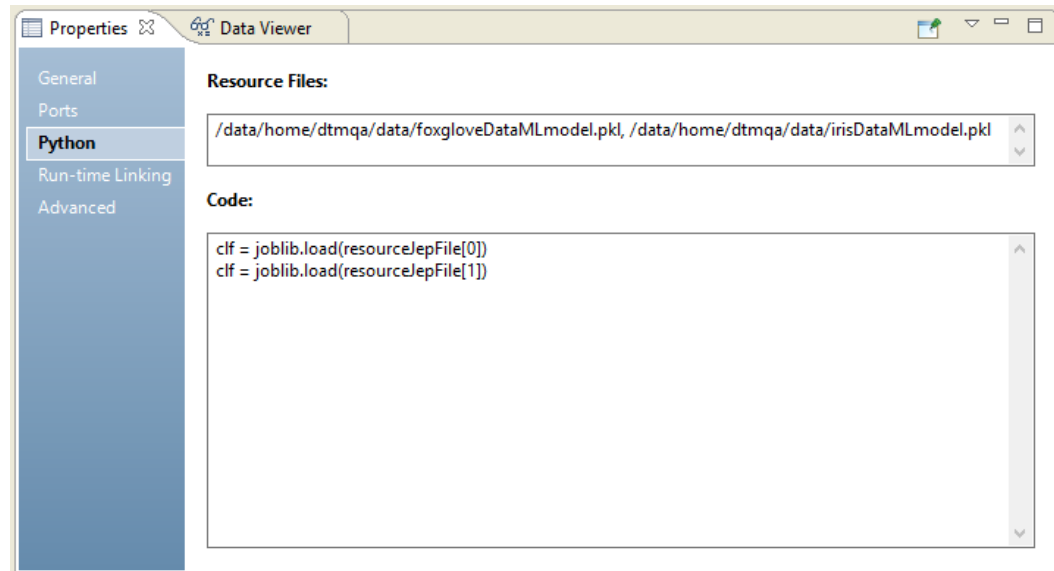 Properties
Data Viewer
General
Ports
Python
Run-time Linking
Advanced
Resource Files:
/data/home/dtmqa/data/foxgloveDataMLmodel.pkl, /data/home/dtmqa/data/irisDataMLmodel.pkl
Code:
clf = joblib.load(resourceJepFile[0])
clf = joblib.load(resourceJepFile[1])